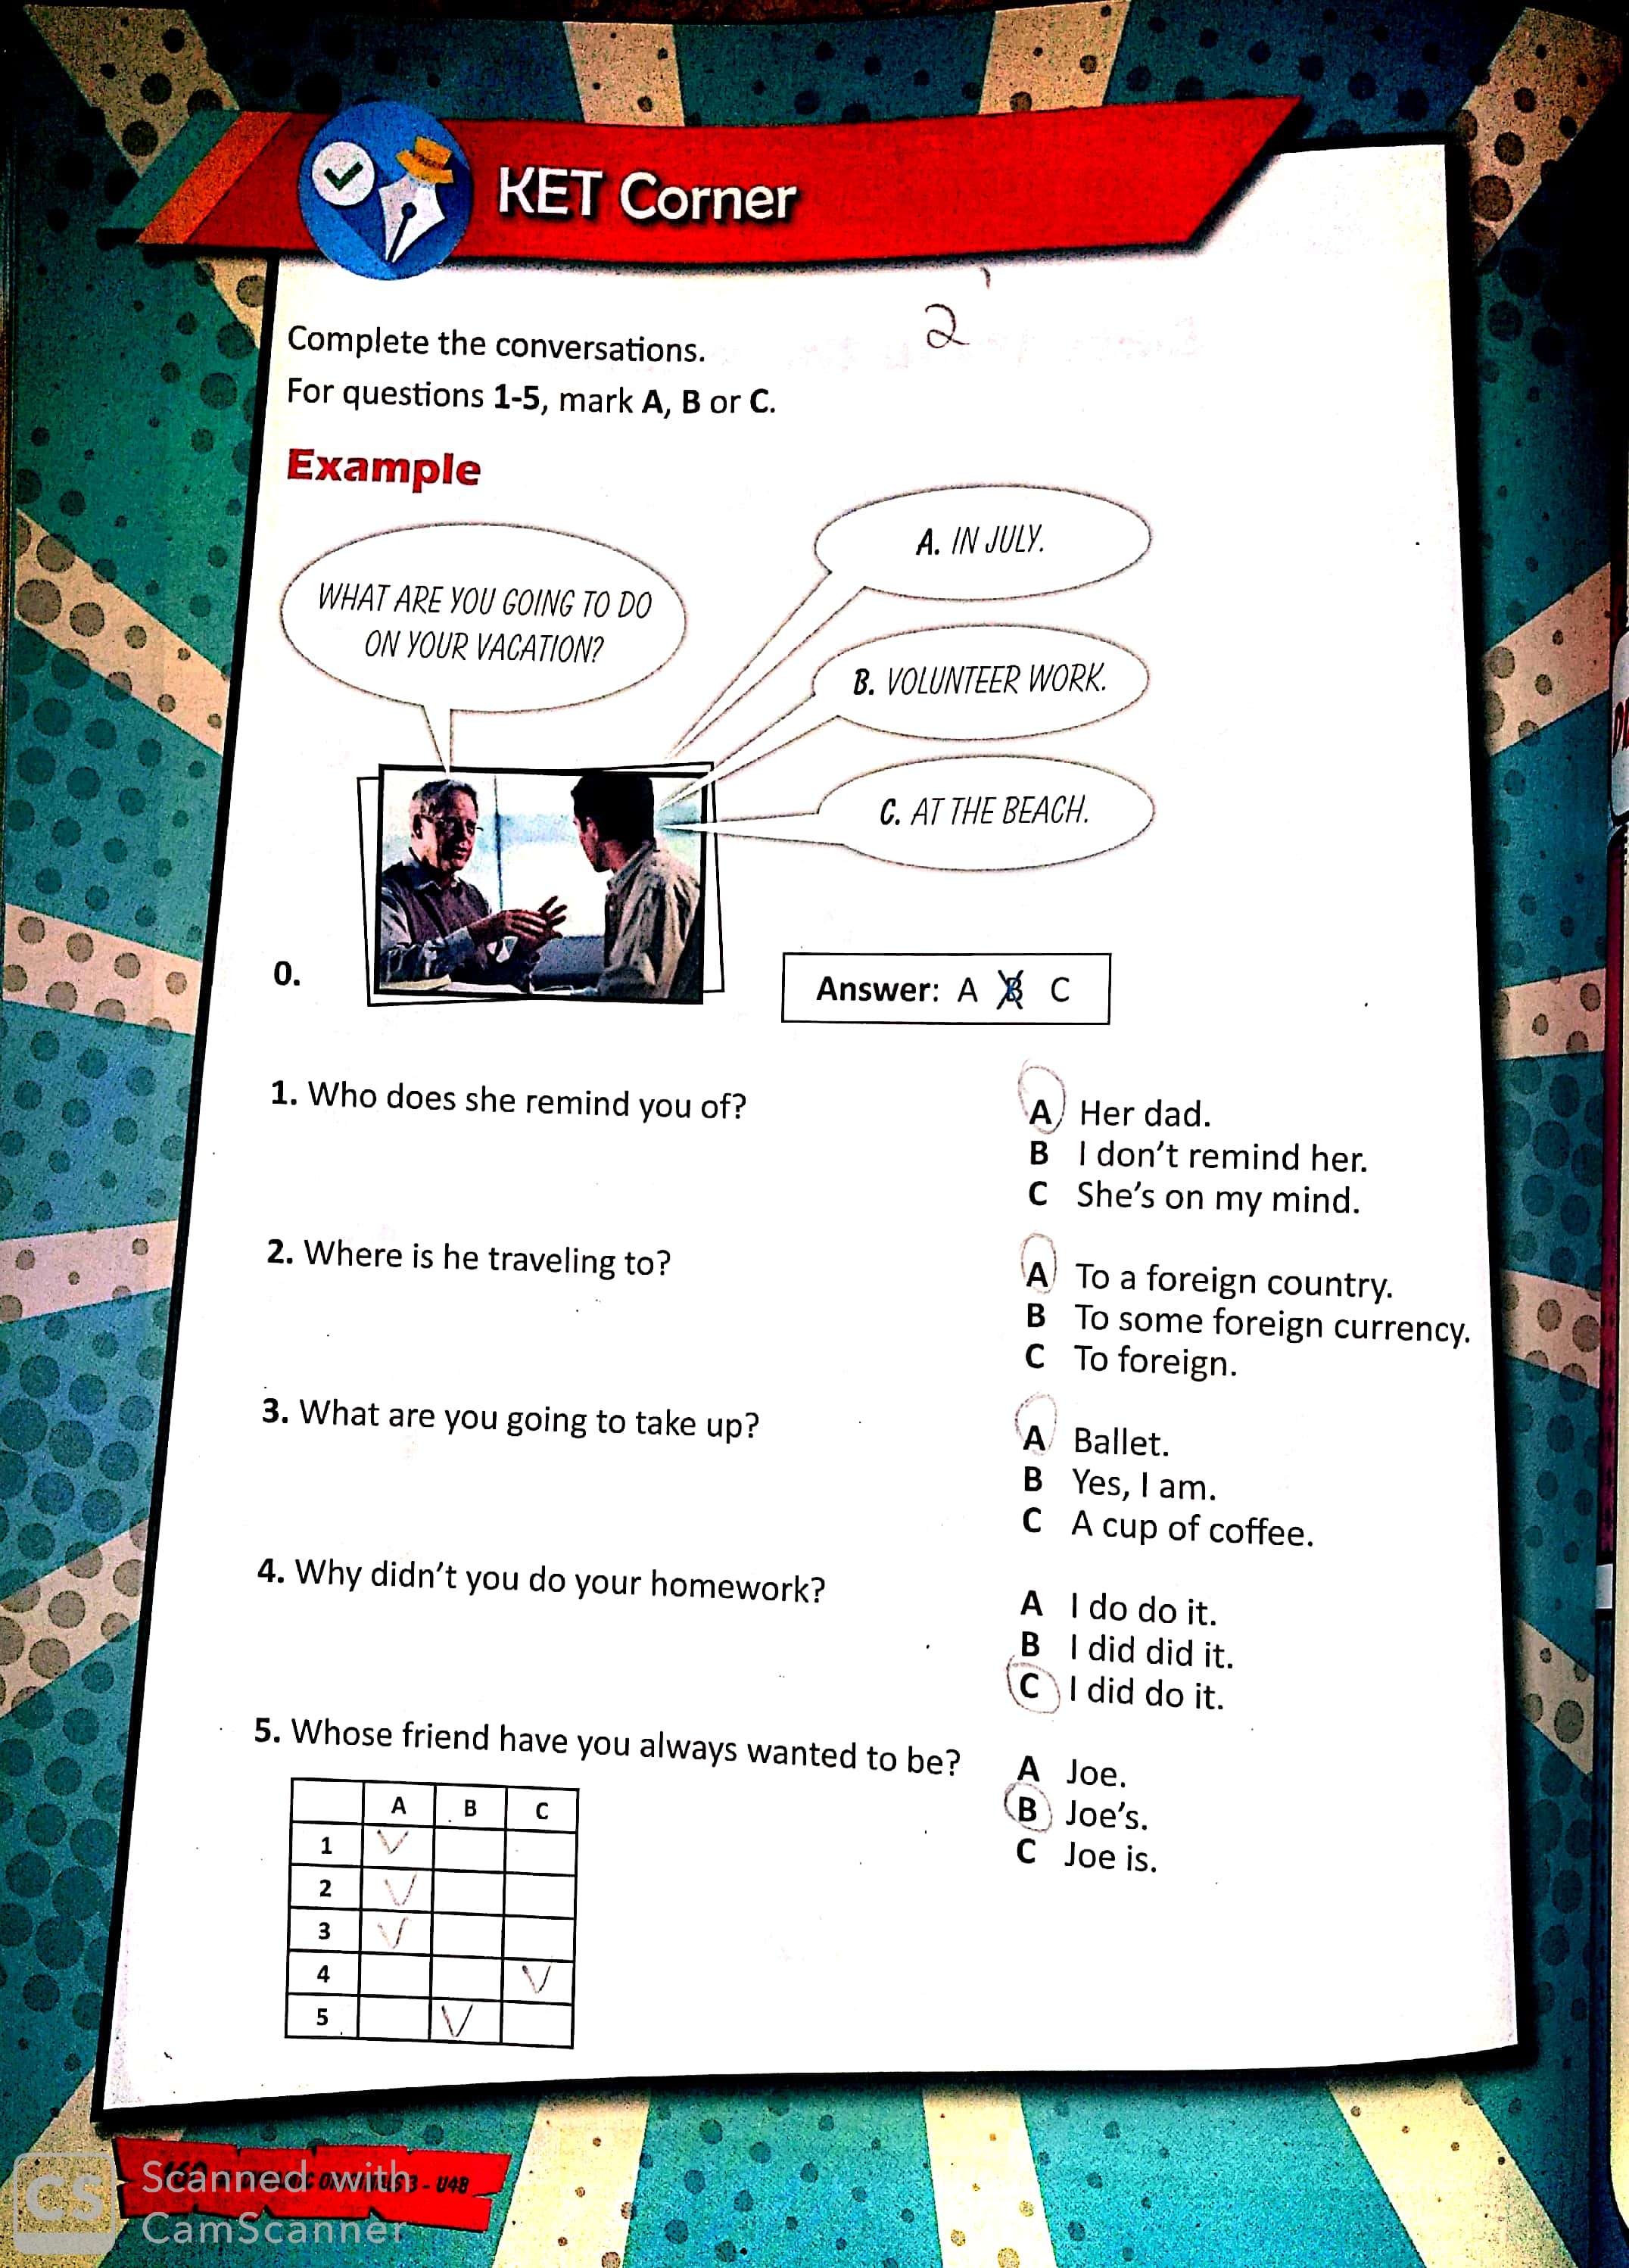 KET Corner
2
Complete the conversations.
For questions 1-5, mark A, B or C.
Example
WHAT ARE YOU GOING TO DO
ON YOUR VACATION?
A. IN JULY.
B. VOLUNTEER WORK.
C. AT THE BEACH.
0.
Answer: A B C
1. Who does she remind you of?
A Her dad.
B I don't remind her.
C She's on my mind.
2. Where is he traveling to?
A To a foreign country.
B To some foreign currency.
C To foreign.
3. What are you going to take up?
A Ballet.
B Yes, I am.
C A cup of coffee.
4. Why didn't you do your homework?
A I do do it.
B I did did it.
C I did do it.
5. Whose friend have you always wanted to be?
A Joe.
B Joe's.
C Joe is.
A B C
1
2
3
4
5
3 - U4B
CS
Scanned with
CamScanner